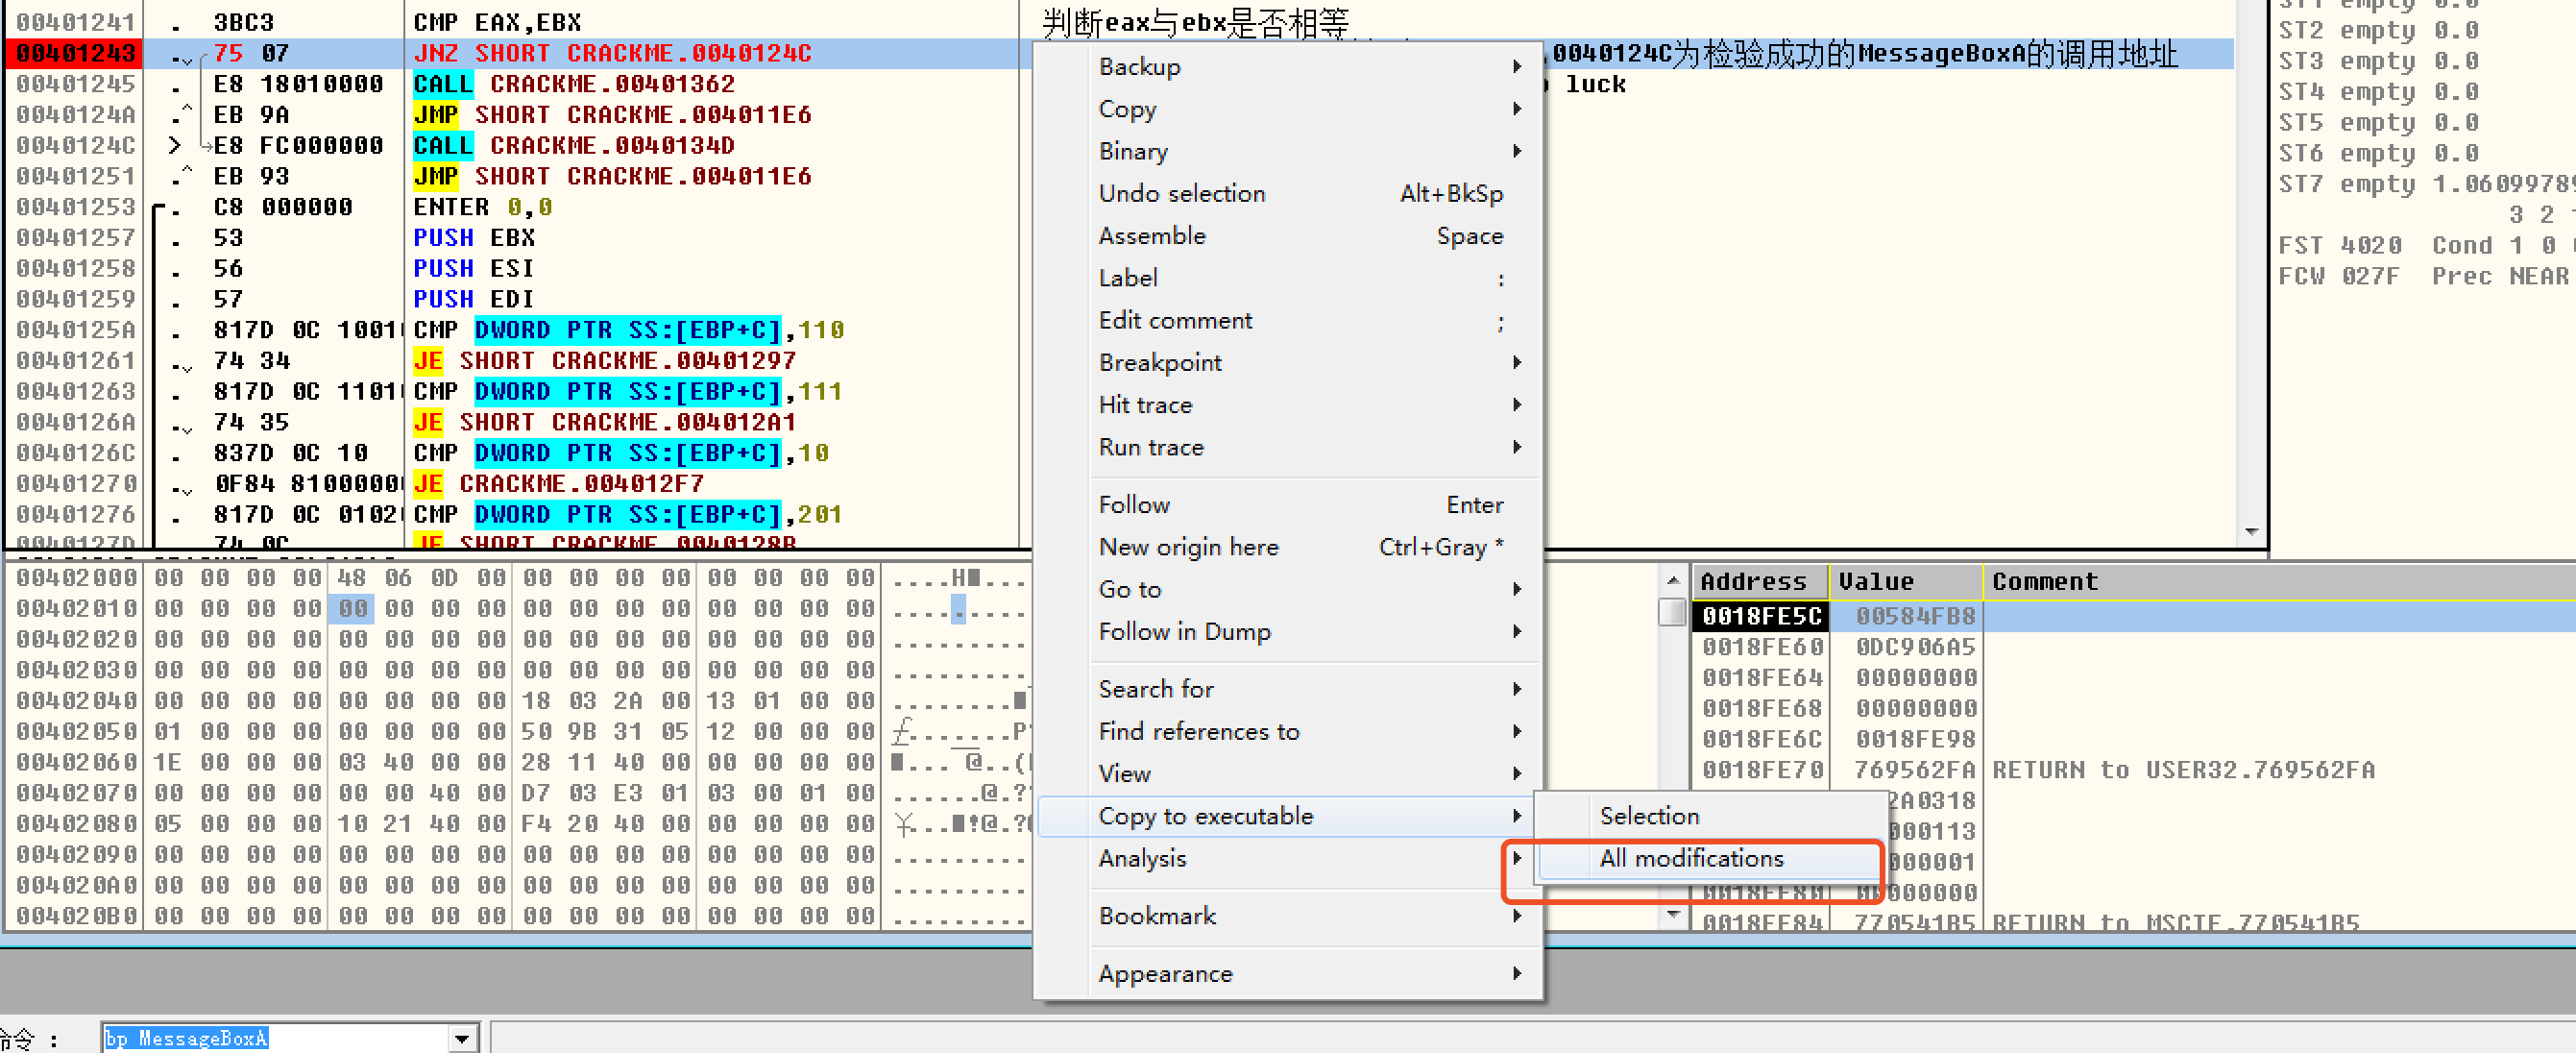 00401241 . 3BC3 CMP EAX,EBX 判断eax与ebx是否相等
00401243 . 75 07 JNZ SHORT CRACKME.0040124C .0040124C为检验成功的MessageBoxA的调用地址
00401245 . E8 18010000 CALL CRACKME.00401362 luck
0040124A . EB 9A JMP SHORT CRACKME.004011E6
0040124C > E8 FC000000 CALL CRACKME.0040134D
00401251 . EB 93 JMP SHORT CRACKME.004011E6
00401253 . C8 000000 ENTER 0,0
00401257 . 53 PUSH EBX
00401258 . 56 PUSH ESI
00401259 . 57 PUSH EDI
0040125A . 817D 0C 1001 CMP DWORD PTR SS:[EBP+C],110
00401261 . 74 34 JE SHORT CRACKME.00401297
00401263 . 817D 0C 1101 CMP DWORD PTR SS:[EBP+C],111
0040126A . 74 35 JE SHORT CRACKME.004012A1
0040126C . 837D 0C 10 CMP DWORD PTR SS:[EBP+C],10
00401270 . 0F84 8100000 JE CRACKME.004012F7
00401276 . 817D 0C 0102 CMP DWORD PTR SS:[EBP+C],201
0040127D . 74 0C JE SHORT CRACKME.0040128B
ST1 empty 0.0
ST2 empty 0.0
ST3 empty 0.0
ST4 empty 0.0
ST5 empty 0.0
ST6 empty 0.0
ST7 empty 1.06099789
3 2
FST 4020 Cond 1 0
FCW 027F Prec NEAR
Backup
Copy
Binary
Undo selection Alt+BkSp
Assemble Space
Label :
Edit comment ;
Breakpoint
Hit trace
Run trace
Follow Enter
New origin here Ctrl+Gray *
Go to
Follow in Dump
Search for
Find references to
View
Copy to executable
Analysis
Bookmark
Appearance
Selection
All modifications
00402000 00 00 00 00 48 06 0D 00 00 00 00 00 00 00 00 00 ....H
00402010 00 00 00 00 00 00 00 00 00 00 00 00 00 00 00 00 .........
00402020 00 00 00 00 00 00 00 00 00 00 00 00 00 00 00 00 .........
00402030 00 00 00 00 00 00 00 00 00 00 00 00 00 00 00 00 .........
00402040 00 00 00 00 00 00 00 00 18 03 2A 00 13 01 00 00 ........
00402050 01 00 00 00 00 00 00 00 50 9B 31 05 12 00 00 00 .......P
00402060 1E 00 00 00 03 40 00 00 28 11 40 00 00 00 00 00 ... @..(
00402070 00 00 00 00 00 00 40 00 D7 03 E3 01 03 00 01 00 ......@.?
00402080 05 00 00 00 10 21 40 00 F4 20 40 00 00 00 00 00 ... !@.?
00402090 00 00 00 00 00 00 00 00 00 00 00 00 00 00 00 00 .........
004020A0 00 00 00 00 00 00 00 00 00 00 00 00 00 00 00 00 .........
004020B0 00 00 00 00 00 00 00 00 00 00 00 00 00 00 00 00 .........
Address Value Comment
0018FE5C 00584FB8
0018FE60 0DC906A5
0018FE64 00000000
0018FE68 00000000
0018FE6C 0018FE98
0018FE70 769562FA RETURN to USER32.769562FA
2A0318
000113
000001
0018FE80 00000000
0018FE84 770541B5 RETURN to MSCTF.770541B5
命令 : bp MessageBoxA